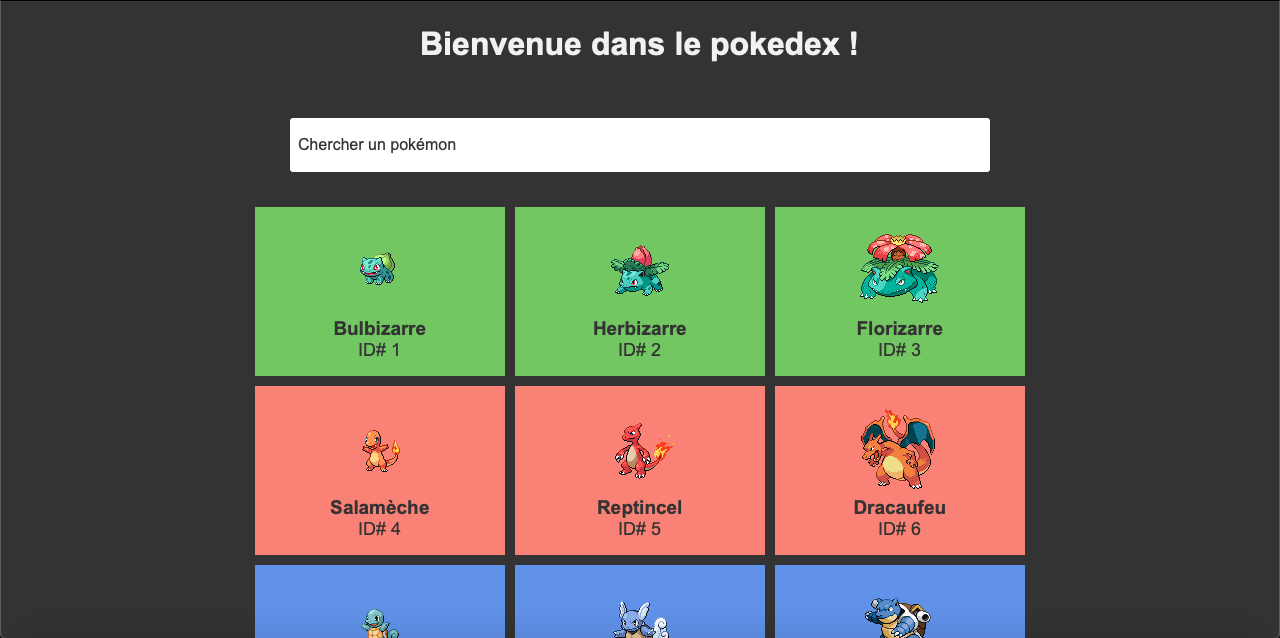 Bienvenue dans le pokedex !
Chercher un pokémon
Bulbizarre
ID# 1
Herbizarre
ID# 2
Florizarre
ID# 3
Salamèche
ID# 4
Reptincel
ID# 5
Dracaufeu
ID# 6